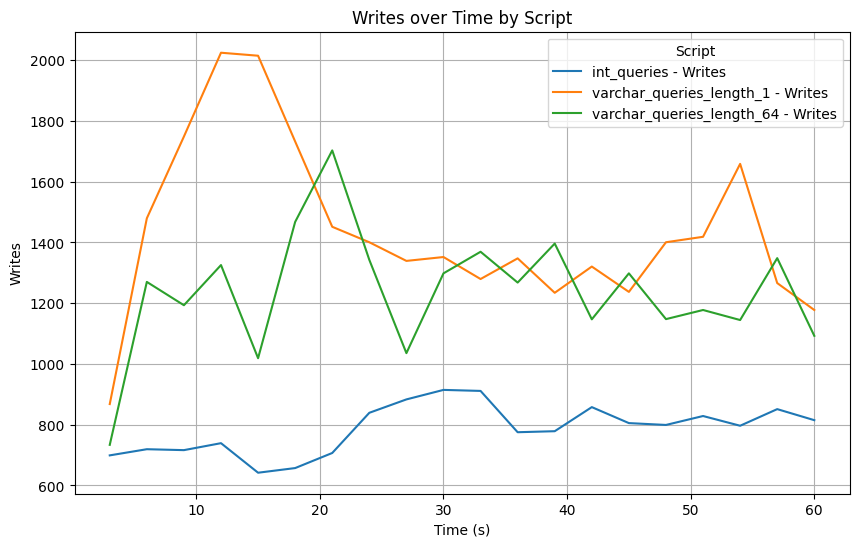 Writes over Time by Script
Script
int_queries - Writes
varchar_queries_length_1 - Writes
varchar_queries_length_64 - Writes
Writes
2000
1800
1600
1400
1200
1000
800
600
10
20
30
40
50
60
Time (s)